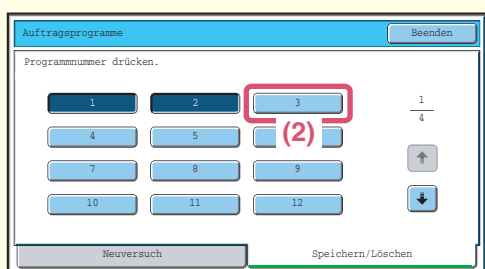 Auftragsprogramme Beenden
Programmnummer drücken.
1 2 3 1
4 5 (2) 4
7 8 9
10 11 12
Neuversuch Speichern/Löschen